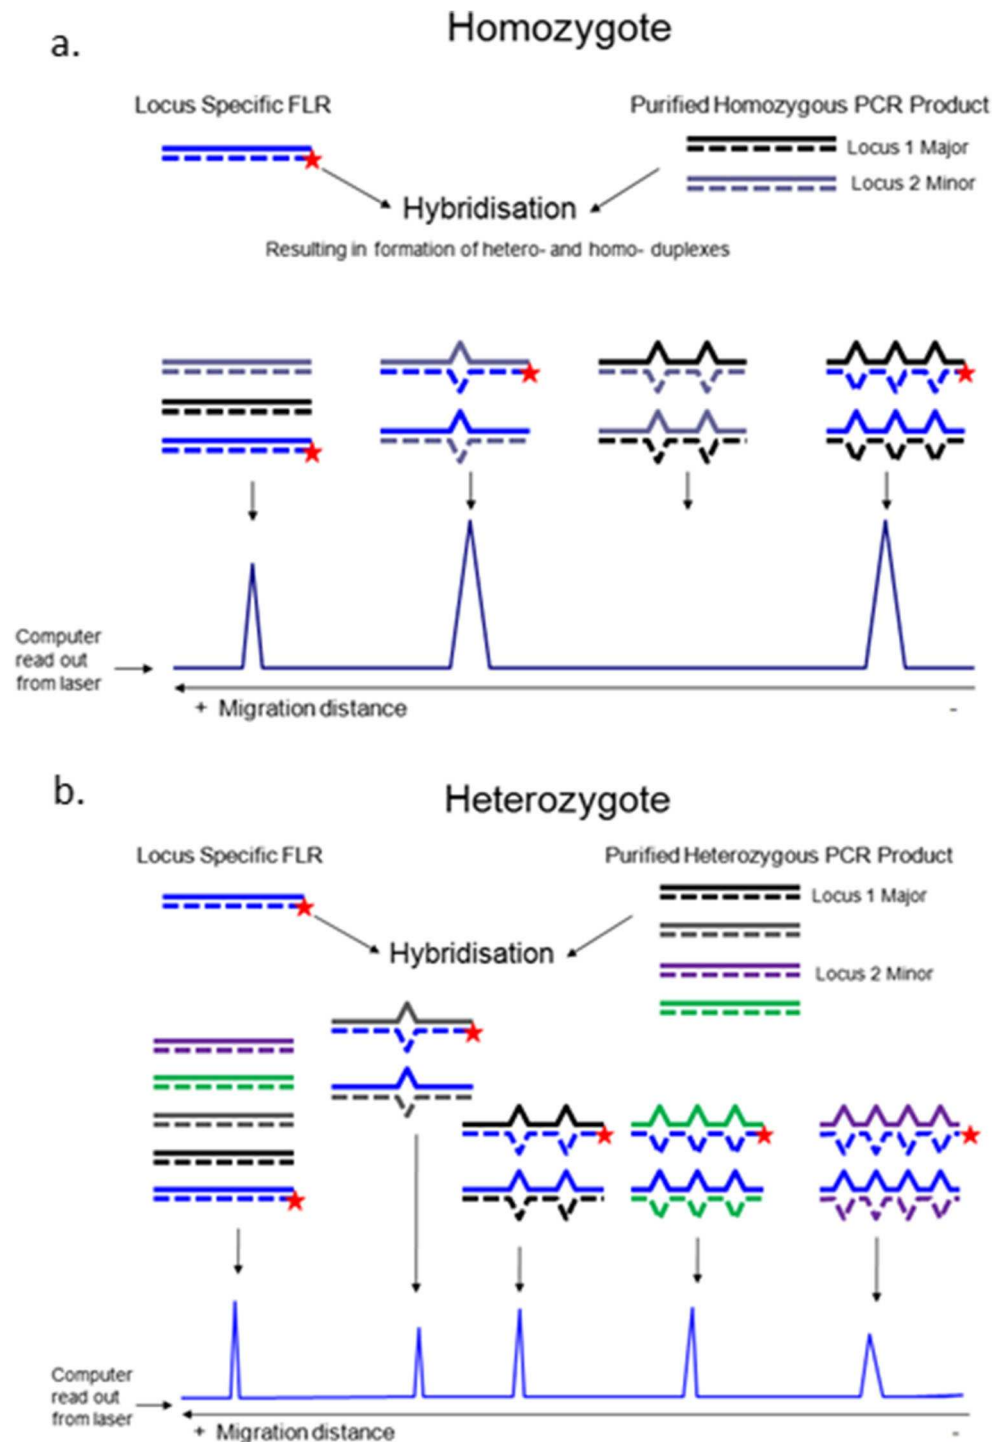 a.
Homozygote
Locus Specific FLR
Purified Homozygous PCR Product
Locus 1 Major
Locus 2 Minor
Hybridisation
Resulting in formation of hetero- and homo- duplexes
Computer
read out
from laser
+ Migration distance
-
b.
Heterozygote
Locus Specific FLR
Purified Heterozygous PCR Product
Locus 1 Major
Hybridisation
Locus 2 Minor
Computer
read out
from laser
+ Migration distance
-